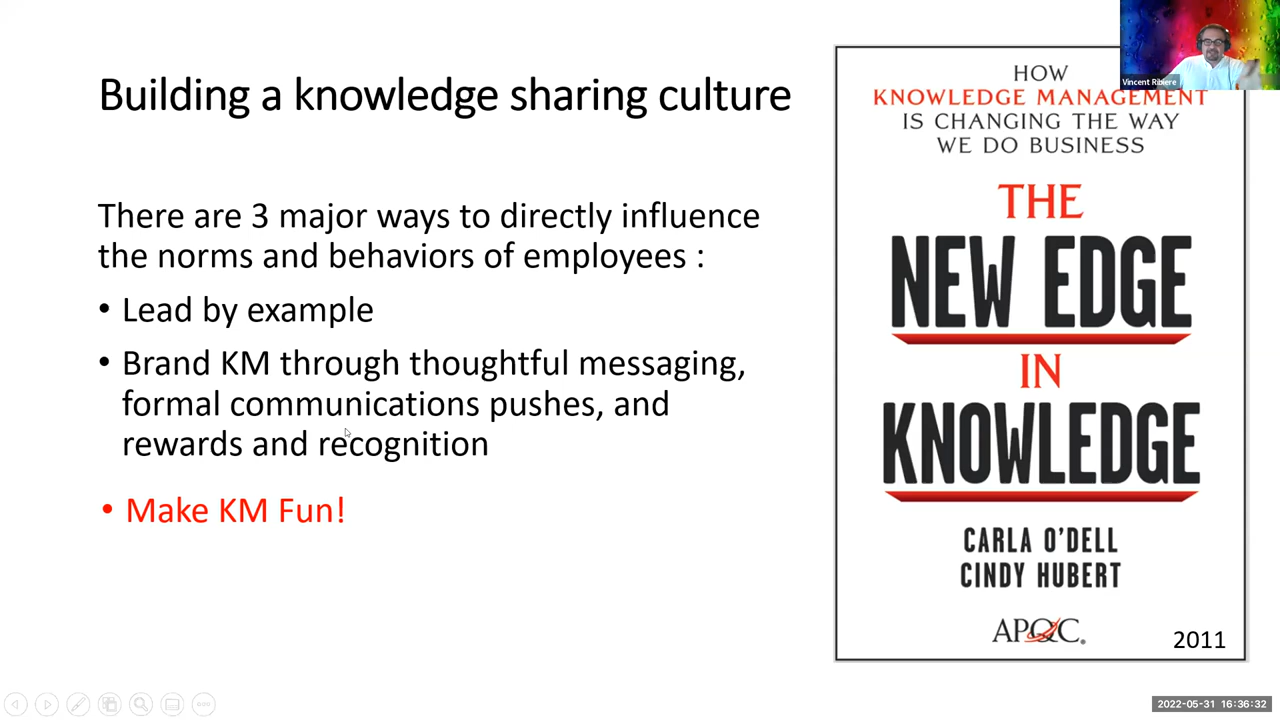 Building a knowledge sharing culture
There are 3 major ways to directly influence
the norms and behaviors of employees :
• Lead by example
• Brand KM through thoughtful messaging,
formal communications pushes, and
rewards and recognition
• Make KM Fun!
Vincent Ribiere
HOW
KNOWLEDGE MANAGEMENT
IS CHANGING THE WAY
WE DO BUSINESS
THE
NEW EDGE
IN
KNOWLEDGE
CARLA O'DELL
CINDY HUBERT
APQC®
2011
2022-05-31 16:36:32